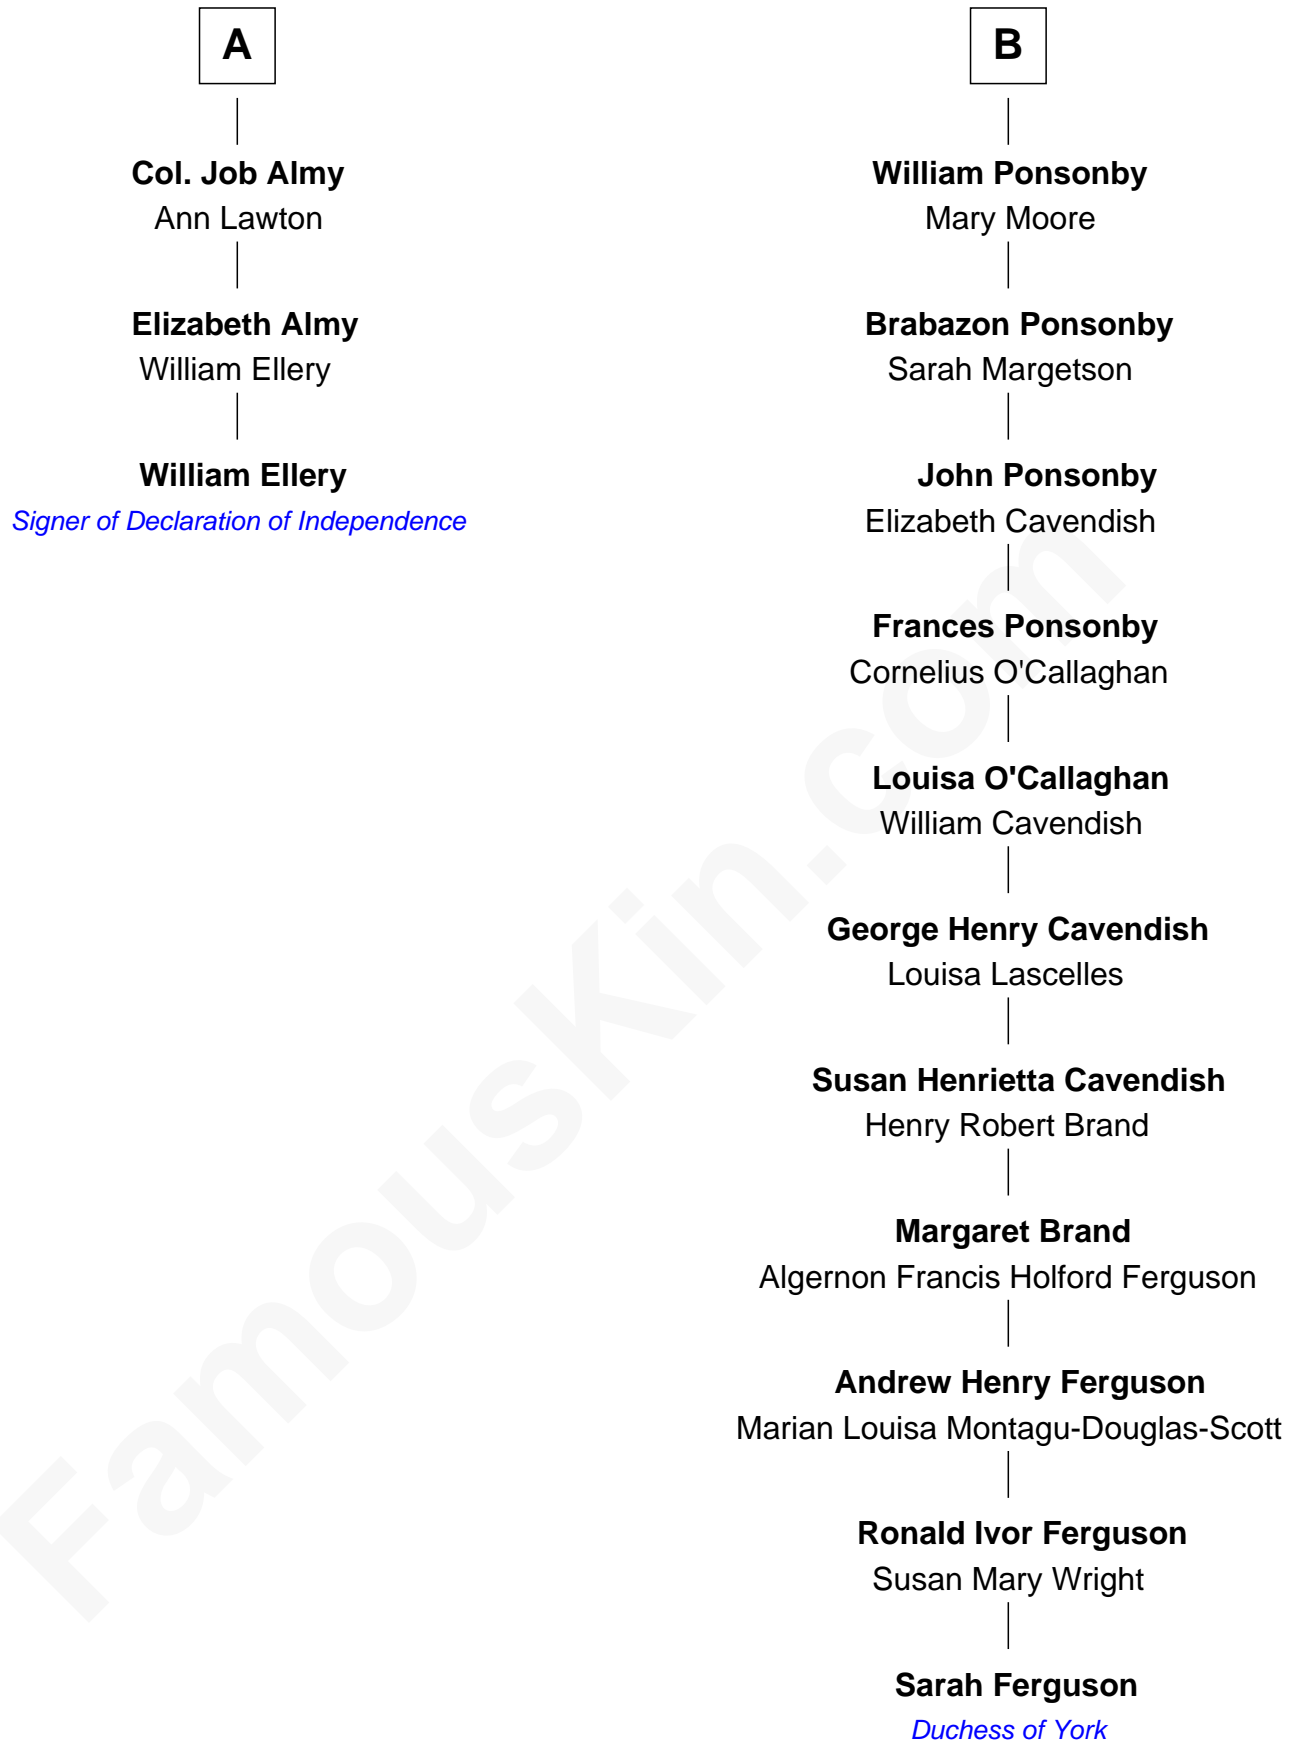 A
Col. Job Almy
Ann Lawton
Elizabeth Almy
William Ellery
William Ellery
Signer of Declaration of Independence
B
William Ponsonby
Mary Moore
Brabazon Ponsonby
Sarah Margetson
John Ponsonby
Elizabeth Cavendish
Frances Ponsonby
Cornelius O'Callaghan
Louisa O'Callaghan
William Cavendish
George Henry Cavendish
Louisa Lascelles
Susan Henrietta Cavendish
Henry Robert Brand
Margaret Brand
Algernon Francis Holford Ferguson
Andrew Henry Ferguson
Marian Louisa Montagu-Douglas-Scott
Ronald Ivor Ferguson
Susan Mary Wright
Sarah Ferguson
Duchess of York
FamousKin.com